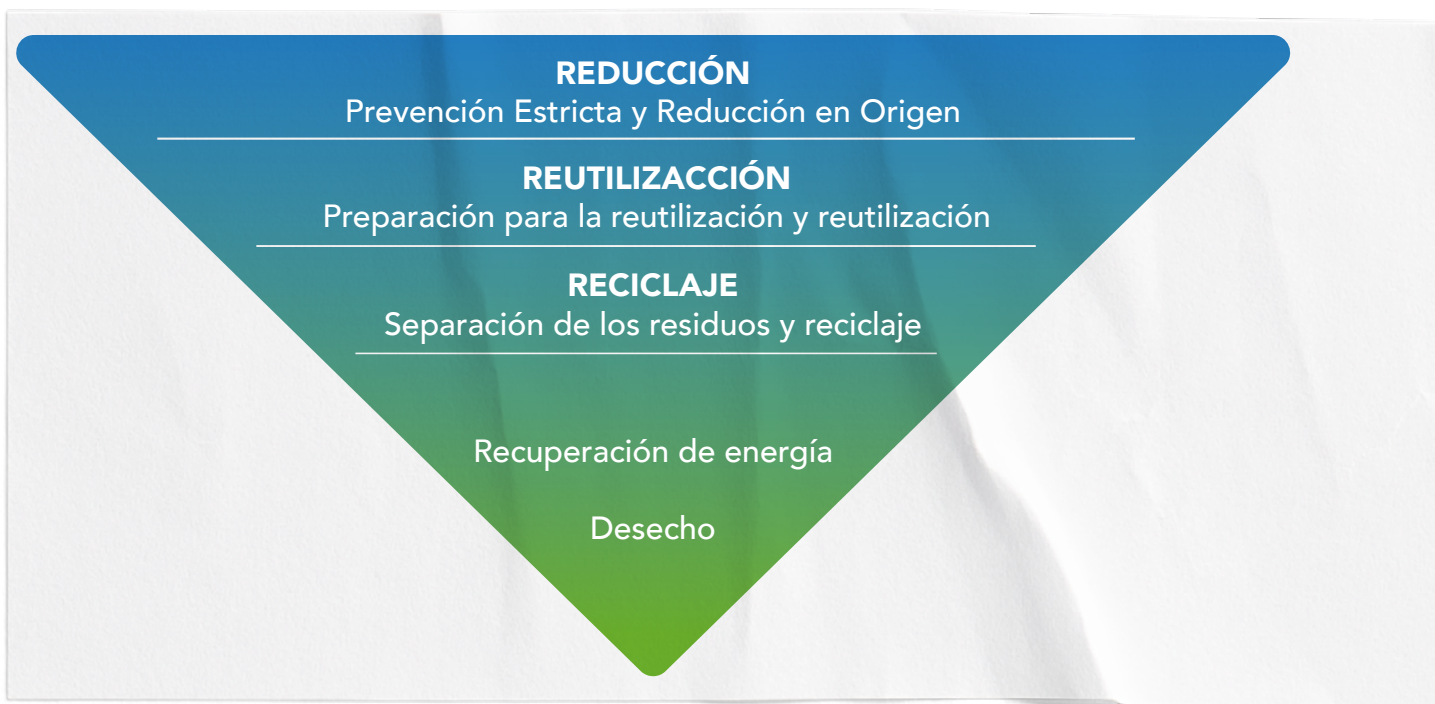 REDUCCIÓN
Prevención Estricta y Reducción en Origen
REUTILIZACCIÓN
Preparación para la reutilización y reutilización
RECICLAJE
Separación de los residuos y reciclaje
Recuperación de energía
Desecho